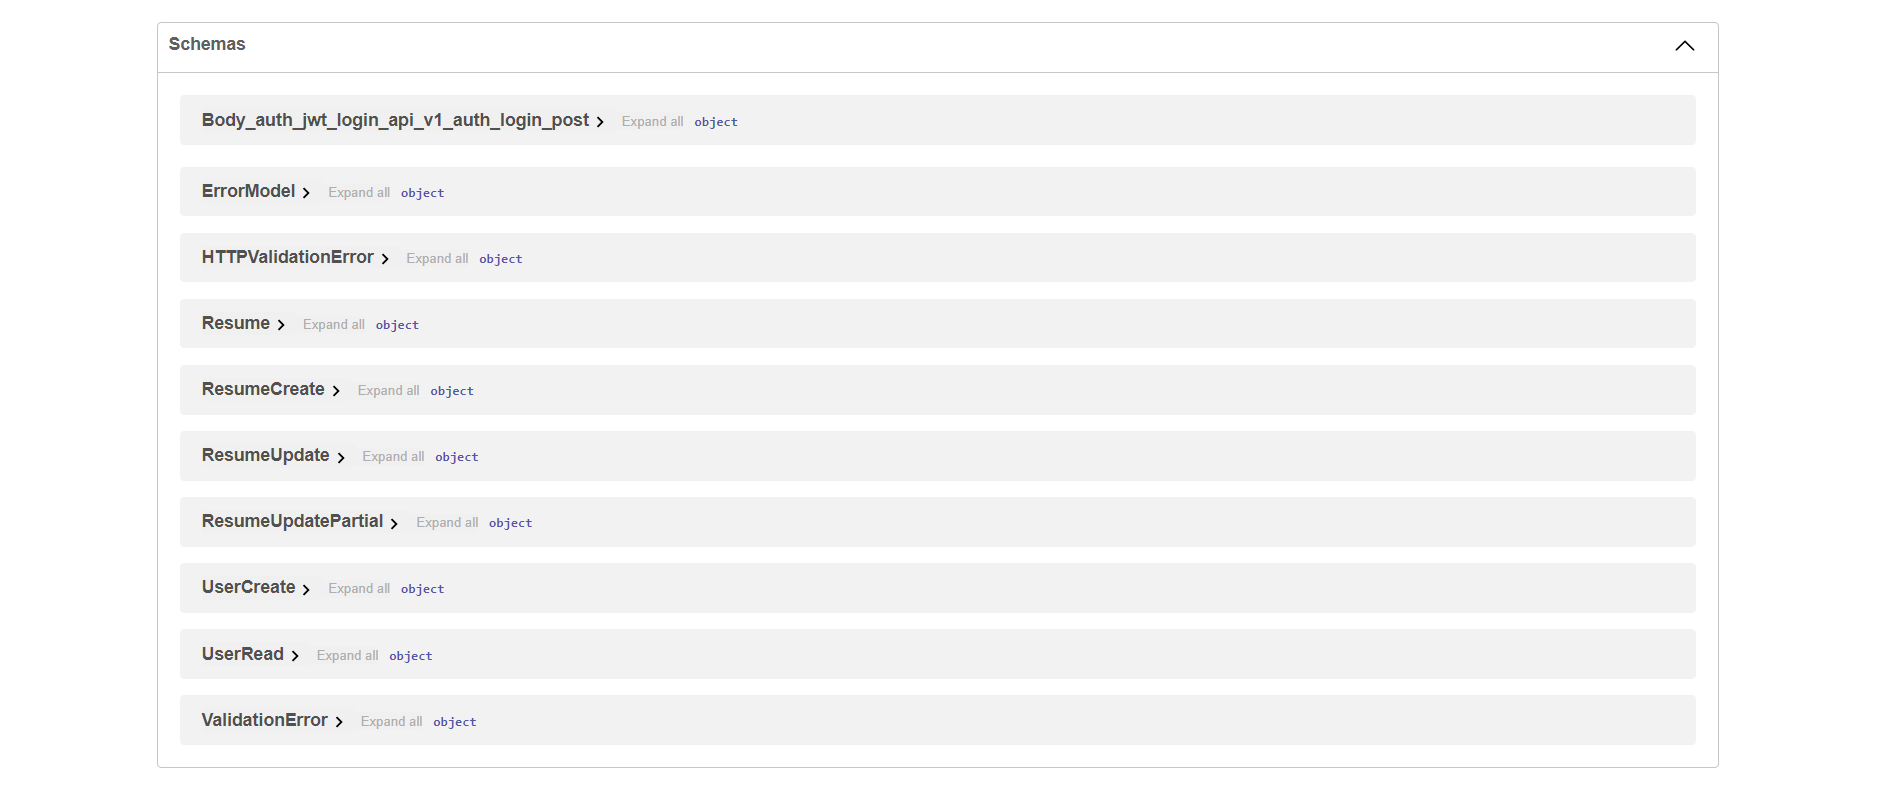 Schemas
Body_auth_jwt_login_api_v1_auth_login_post Expand all object
ErrorModel Expand all object
HTTPValidationError Expand all object
Resume Expand all object
ResumeCreate Expand all object
ResumeUpdate Expand all object
ResumeUpdatePartial Expand all object
UserCreate Expand all object
UserRead Expand all object
ValidationError Expand all object